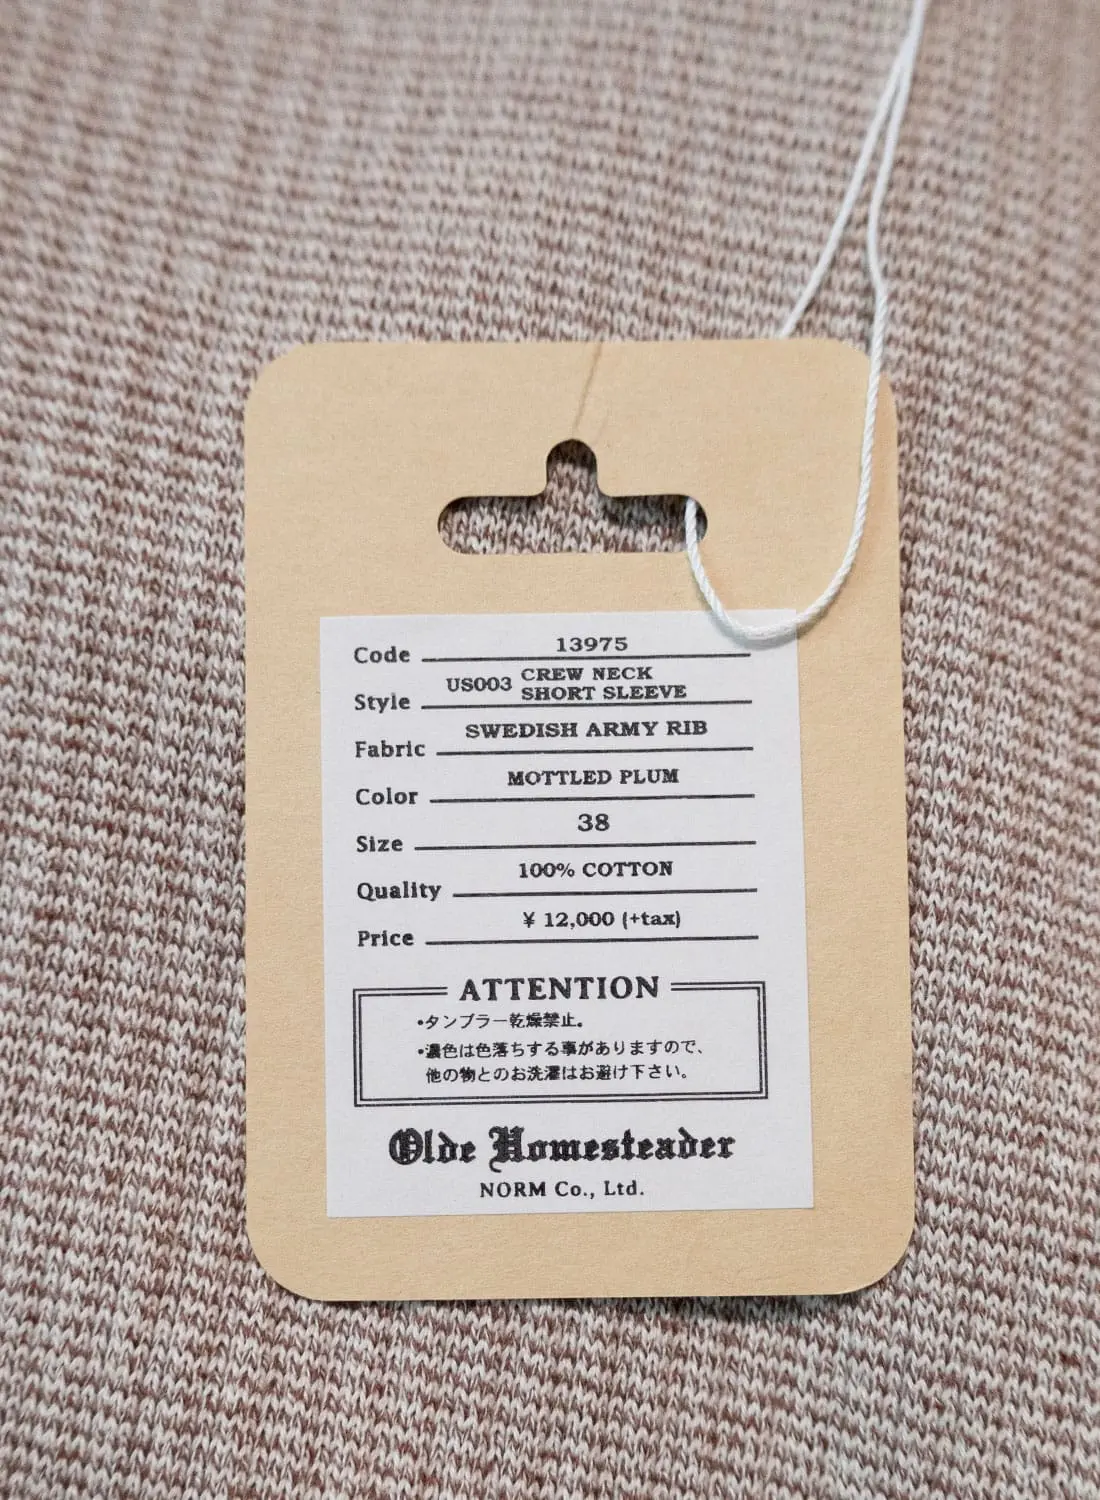 Code 13975
Style US003 CREW NECK
SHORT SLEEVE
Fabric SWEDISH ARMY RIB
Color MOTTLED PLUM
Size 38
Quality 100% COTTON
Price ¥ 12,000 (+tax)
ATTENTION
•タンブラー乾燥禁止。
•濃色は色落ちする事がありますので、
他の物とのお洗濯はお避け下さい。
Olde Homesteader
NORM Co., Ltd.